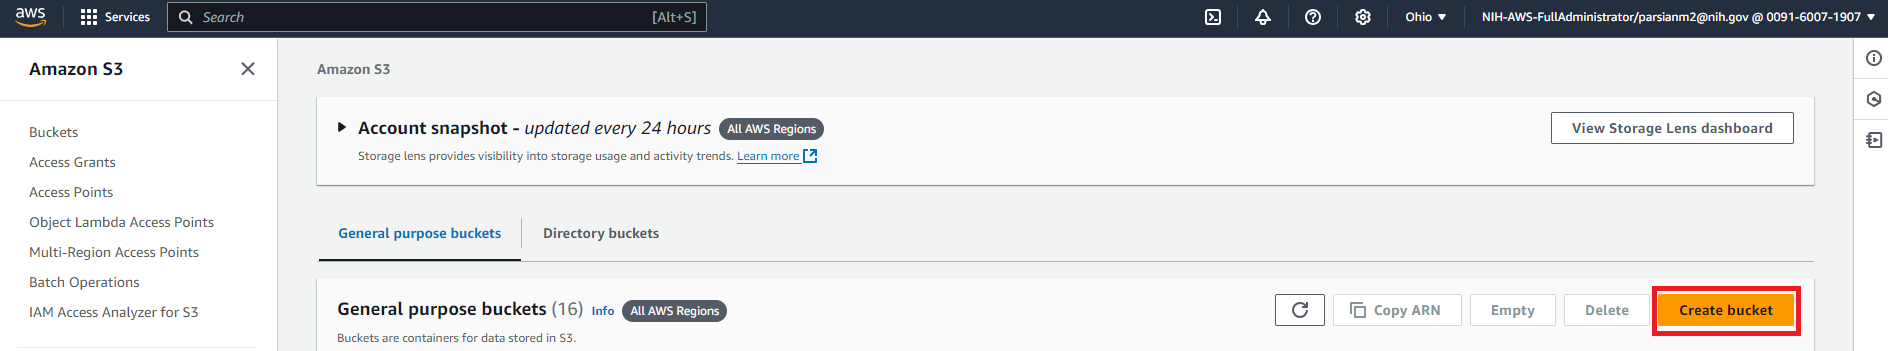 aws Services Search [Alt+S] Ohio NIH-AWS-FullAdministrator/parsianm2@nih.gov @ 0091-6007-1907
Amazon S3
Buckets
Access Grants
Access Points
Object Lambda Access Points
Multi-Region Access Points
Batch Operations
IAM Access Analyzer for S3
Amazon S3
Account snapshot - updated every 24 hours All AWS Regions View Storage Lens dashboard
Storage lens provides visibility into storage usage and activity trends. Learn more
General purpose buckets Directory buckets
General purpose buckets (16) Info All AWS Regions Copy ARN Empty Delete Create bucket
Buckets are containers for data stored in S3.